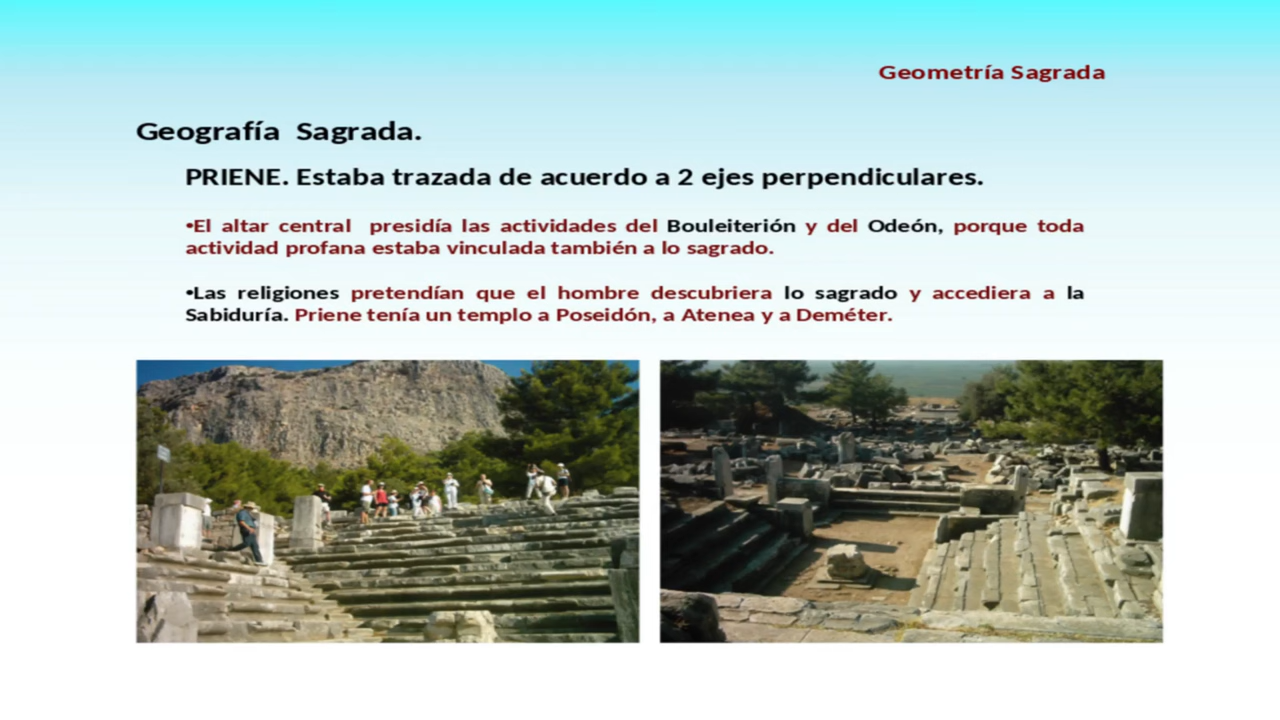 Geometría Sagrada
Geografía Sagrada.
PRIENE. Estaba trazada de acuerdo a 2 ejes perpendiculares.
•El altar central presidía las actividades del Bouleiterión y del Odeón, porque toda
actividad profana estaba vinculada también a lo sagrado.
•Las religiones pretendían que el hombre descubriera lo sagrado y accediera a la
Sabiduría. Priene tenía un templo a Poseidón, a Atenea y a Deméter.